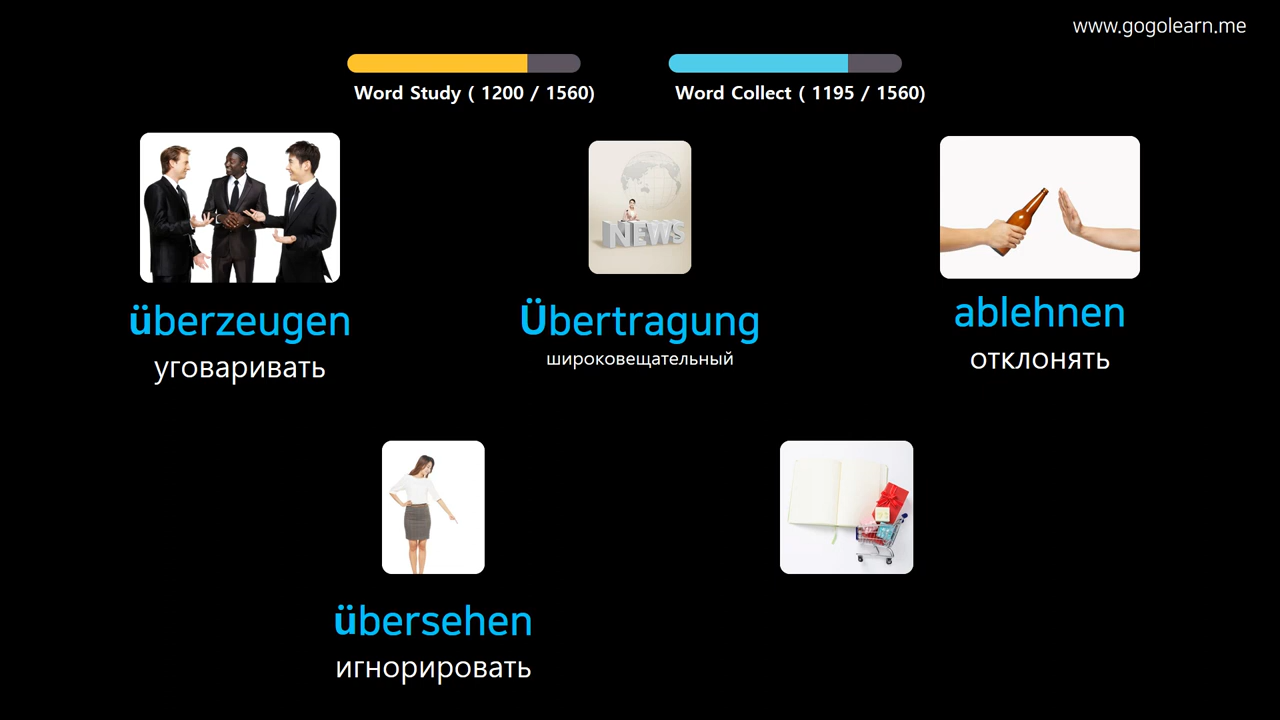 www.gogolearn.me
Word Study ( 1200 / 1560)
Word Collect ( 1195 / 1560)
NEWS
überzeugen
уговаривать
Übertragung
широковещательный
ablehnen
отклонять
übersehen
игнорировать